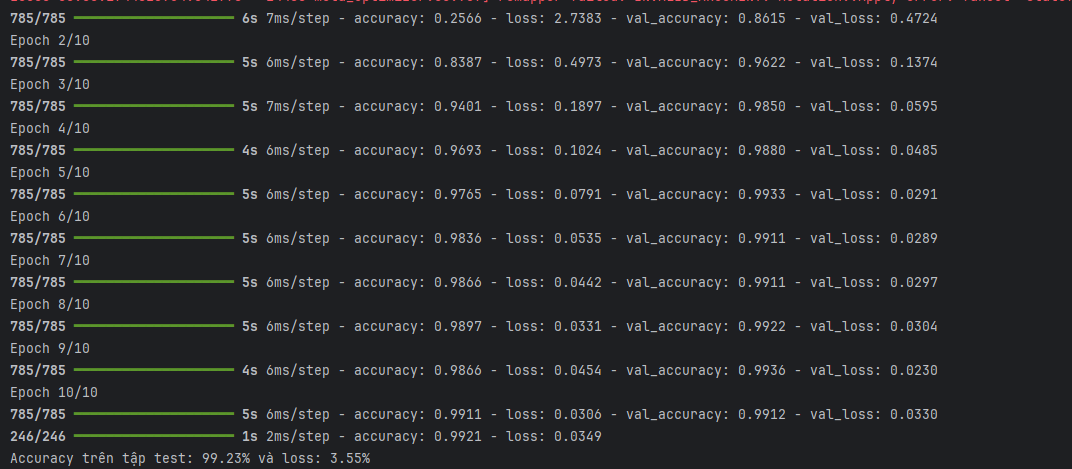 785/785 ━━━━━━━━━━━━━━━━━━━━ 6s 7ms/step - accuracy: 0.2566 - loss: 2.7383 - val_accuracy: 0.8615 - val_loss: 0.4724
Epoch 2/10
785/785 ━━━━━━━━━━━━━━━━━━━━ 5s 6ms/step - accuracy: 0.8387 - loss: 0.4973 - val_accuracy: 0.9622 - val_loss: 0.1374
Epoch 3/10
785/785 ━━━━━━━━━━━━━━━━━━━━ 5s 7ms/step - accuracy: 0.9401 - loss: 0.1897 - val_accuracy: 0.9850 - val_loss: 0.0595
Epoch 4/10
785/785 ━━━━━━━━━━━━━━━━━━━━ 4s 6ms/step - accuracy: 0.9693 - loss: 0.1024 - val_accuracy: 0.9880 - val_loss: 0.0485
Epoch 5/10
785/785 ━━━━━━━━━━━━━━━━━━━━ 5s 6ms/step - accuracy: 0.9765 - loss: 0.0791 - val_accuracy: 0.9933 - val_loss: 0.0291
Epoch 6/10
785/785 ━━━━━━━━━━━━━━━━━━━━ 5s 6ms/step - accuracy: 0.9836 - loss: 0.0535 - val_accuracy: 0.9911 - val_loss: 0.0289
Epoch 7/10
785/785 ━━━━━━━━━━━━━━━━━━━━ 5s 6ms/step - accuracy: 0.9866 - loss: 0.0442 - val_accuracy: 0.9911 - val_loss: 0.0297
Epoch 8/10
785/785 ━━━━━━━━━━━━━━━━━━━━ 5s 6ms/step - accuracy: 0.9897 - loss: 0.0331 - val_accuracy: 0.9922 - val_loss: 0.0304
Epoch 9/10
785/785 ━━━━━━━━━━━━━━━━━━━━ 4s 6ms/step - accuracy: 0.9866 - loss: 0.0454 - val_accuracy: 0.9936 - val_loss: 0.0230
Epoch 10/10
785/785 ━━━━━━━━━━━━━━━━━━━━ 5s 6ms/step - accuracy: 0.9911 - loss: 0.0306 - val_accuracy: 0.9912 - val_loss: 0.0330
246/246 ━━━━━━━━━━━━━━━━━━━━ 1s 2ms/step - accuracy: 0.9921 - loss: 0.0349
Accuracy trên tập test: 99.23% và loss: 3.55%